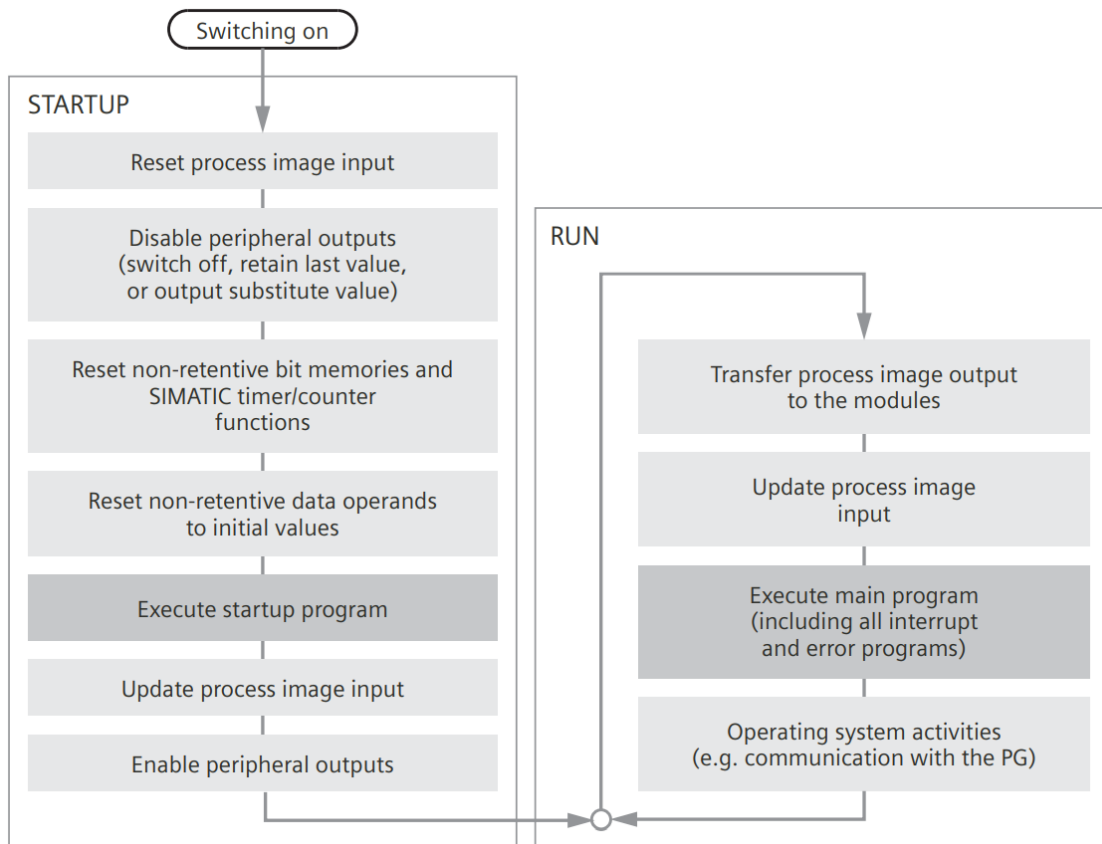 Switching on
STARTUP
Reset process image input
Disable peripheral outputs
(switch off, retain last value,
or output substitute value)
Reset non-retentive bit memories and
SIMATIC timer/counter
functions
Reset non-retentive data operands
to initial values
Execute startup program
Update process image input
Enable peripheral outputs
RUN
Transfer process image output
to the modules
Update process image
input
Execute main program
(including all interrupt
and error programs)
Operating system activities
(e.g. communication with the PG)